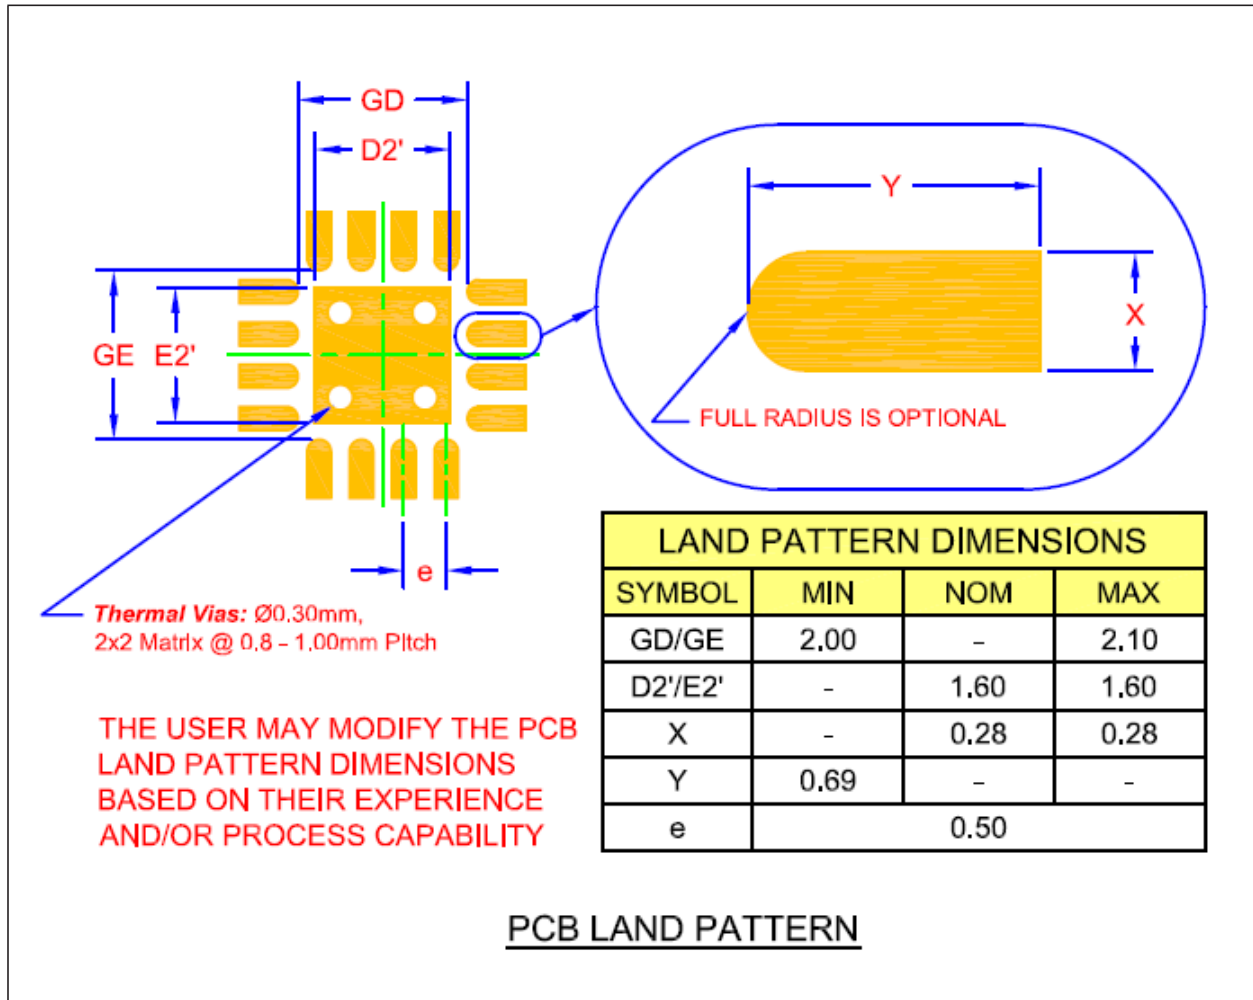 GD
D2'
Y
GE E2'
X
FULL RADIUS IS OPTIONAL
e
Thermal Vias: Ø0.30mm,
2x2 Matrix @ 0.8 – 1.00mm Pitch
THE USER MAY MODIFY THE PCB
LAND PATTERN DIMENSIONS
BASED ON THEIR EXPERIENCE
AND/OR PROCESS CAPABILITY
LAND PATTERN DIMENSIONS
SYMBOL MIN NOM MAX
GD/GE 2.00 - 2.10
D2'/E2' - 1.60 1.60
X - 0.28 0.28
Y 0.69 - -
e 0.50
PCB LAND PATTERN